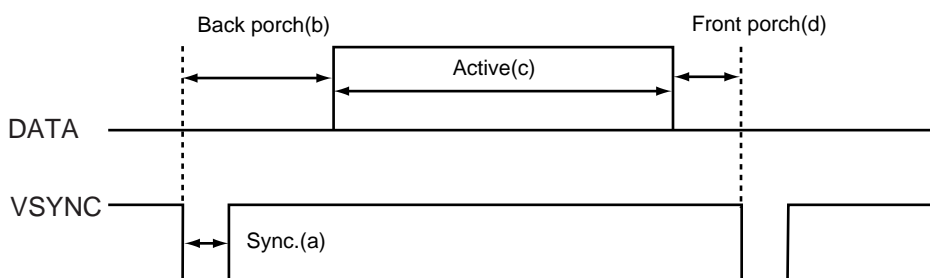 Back porch(b)
Front porch(d)
Active(c)
DATA
VSYNC
Sync.(a)